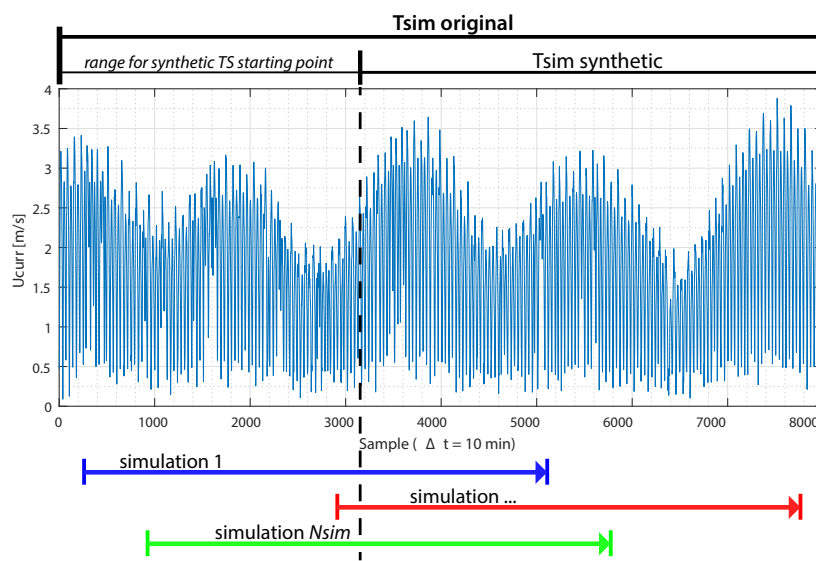 Tsim original
range for synthetic TS starting point
Tsim synthetic
4
3.5
3
2.5
2
1.5
1
0.5
0
Ucurr [m/s]
0 1000 2000 3000 4000 5000 6000 7000 8000
Sample ( Δ t = 10 min)
simulation 1
simulation ...
simulation Nsim